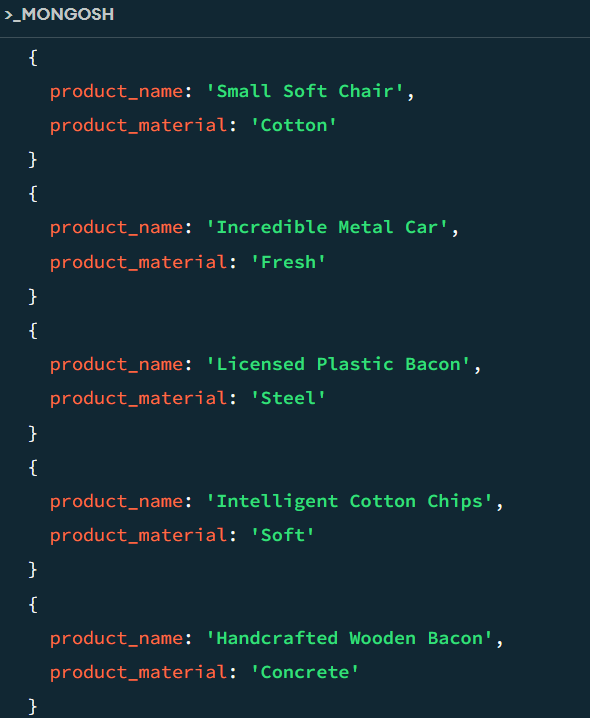 >_MONGOSH
{
product_name: 'Small Soft Chair',
product_material: 'Cotton'
}
{
product_name: 'Incredible Metal Car',
product_material: 'Fresh'
}
{
product_name: 'Licensed Plastic Bacon',
product_material: 'Steel'
}
{
product_name: 'Intelligent Cotton Chips',
product_material: 'Soft'
}
{
product_name: 'Handcrafted Wooden Bacon',
product_material: 'Concrete'
}